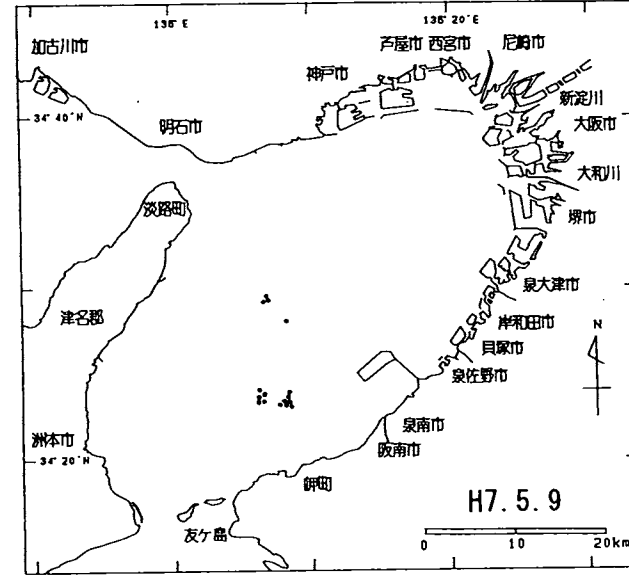 135°E
135°20'E
加古川市
神戸市
芦屋市 西宮市 尼崎市
新淀川
34°40'N
明石市
大阪市
大和川
淡路町
堺市
泉大津市
津名郡
岸和田市
N
貝塚市
泉佐野市
泉南市
洲本市
阪南市
34°20'N
岬町
H7.5.9
友ケ島
0 10 20km